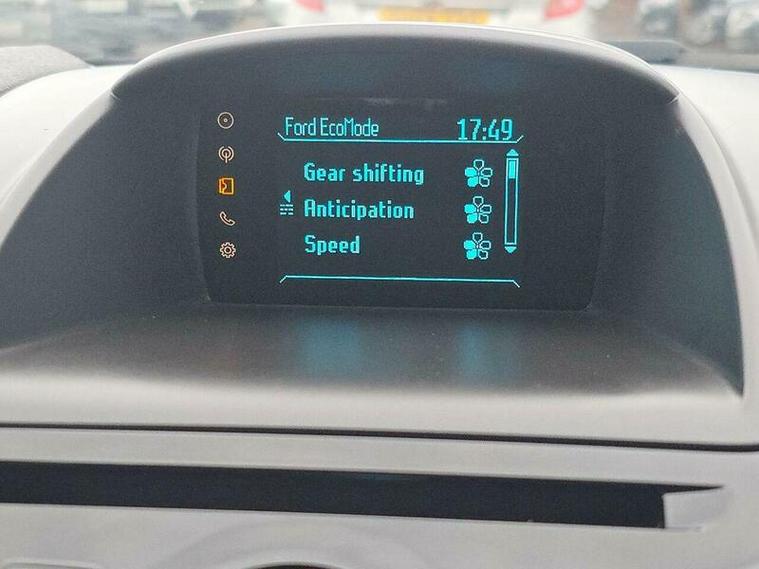 Ford EcoMode 17:49
Gear shifting
Anticipation
Speed